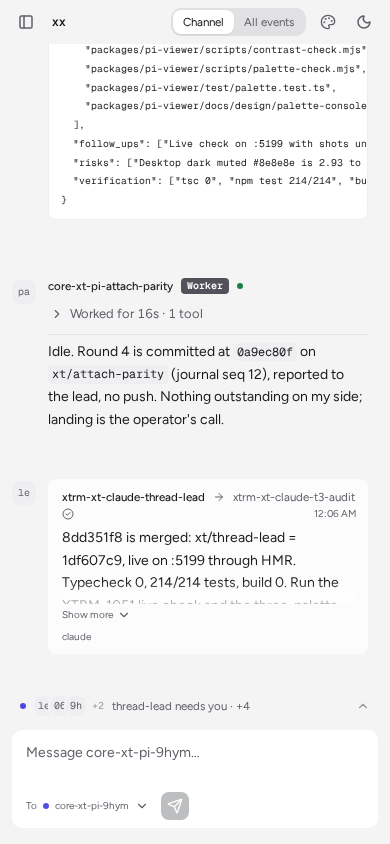 xx
Channel
All events
"packages/pi-viewer/scripts/contrast-check.mjs"
"packages/pi-viewer/scripts/palette-check.mjs",
"packages/pi-viewer/test/palette.test.ts",
"packages/pi-viewer/docs/design/palette-console
],
"follow_ups": ["Live check on :5199 with shots un
"risks": ["Desktop dark muted #8e8e8e is 2.93 to
"verification": ["tsc 0", "npm test 214/214", "bu
}
pa
core-xt-pi-attach-parity Worker
Worked for 16s · 1 tool
Idle. Round 4 is committed at 0a9ec80f on
xt/attach-parity (journal seq 12), reported to
the lead, no push. Nothing outstanding on my side;
landing is the operator's call.
le
xtrm-xt-claude-thread-lead → xtrm-xt-claude-t3-audit
12:06 AM
8dd351f8 is merged: xt/thread-lead =
1df607c9, live on :5199 through HMR.
Typecheck 0, 214/214 tests, build 0. Run the
Show more
claude
9h +2 thread-lead needs you · +4
Message core-xt-pi-9hym...
To core-xt-pi-9hym